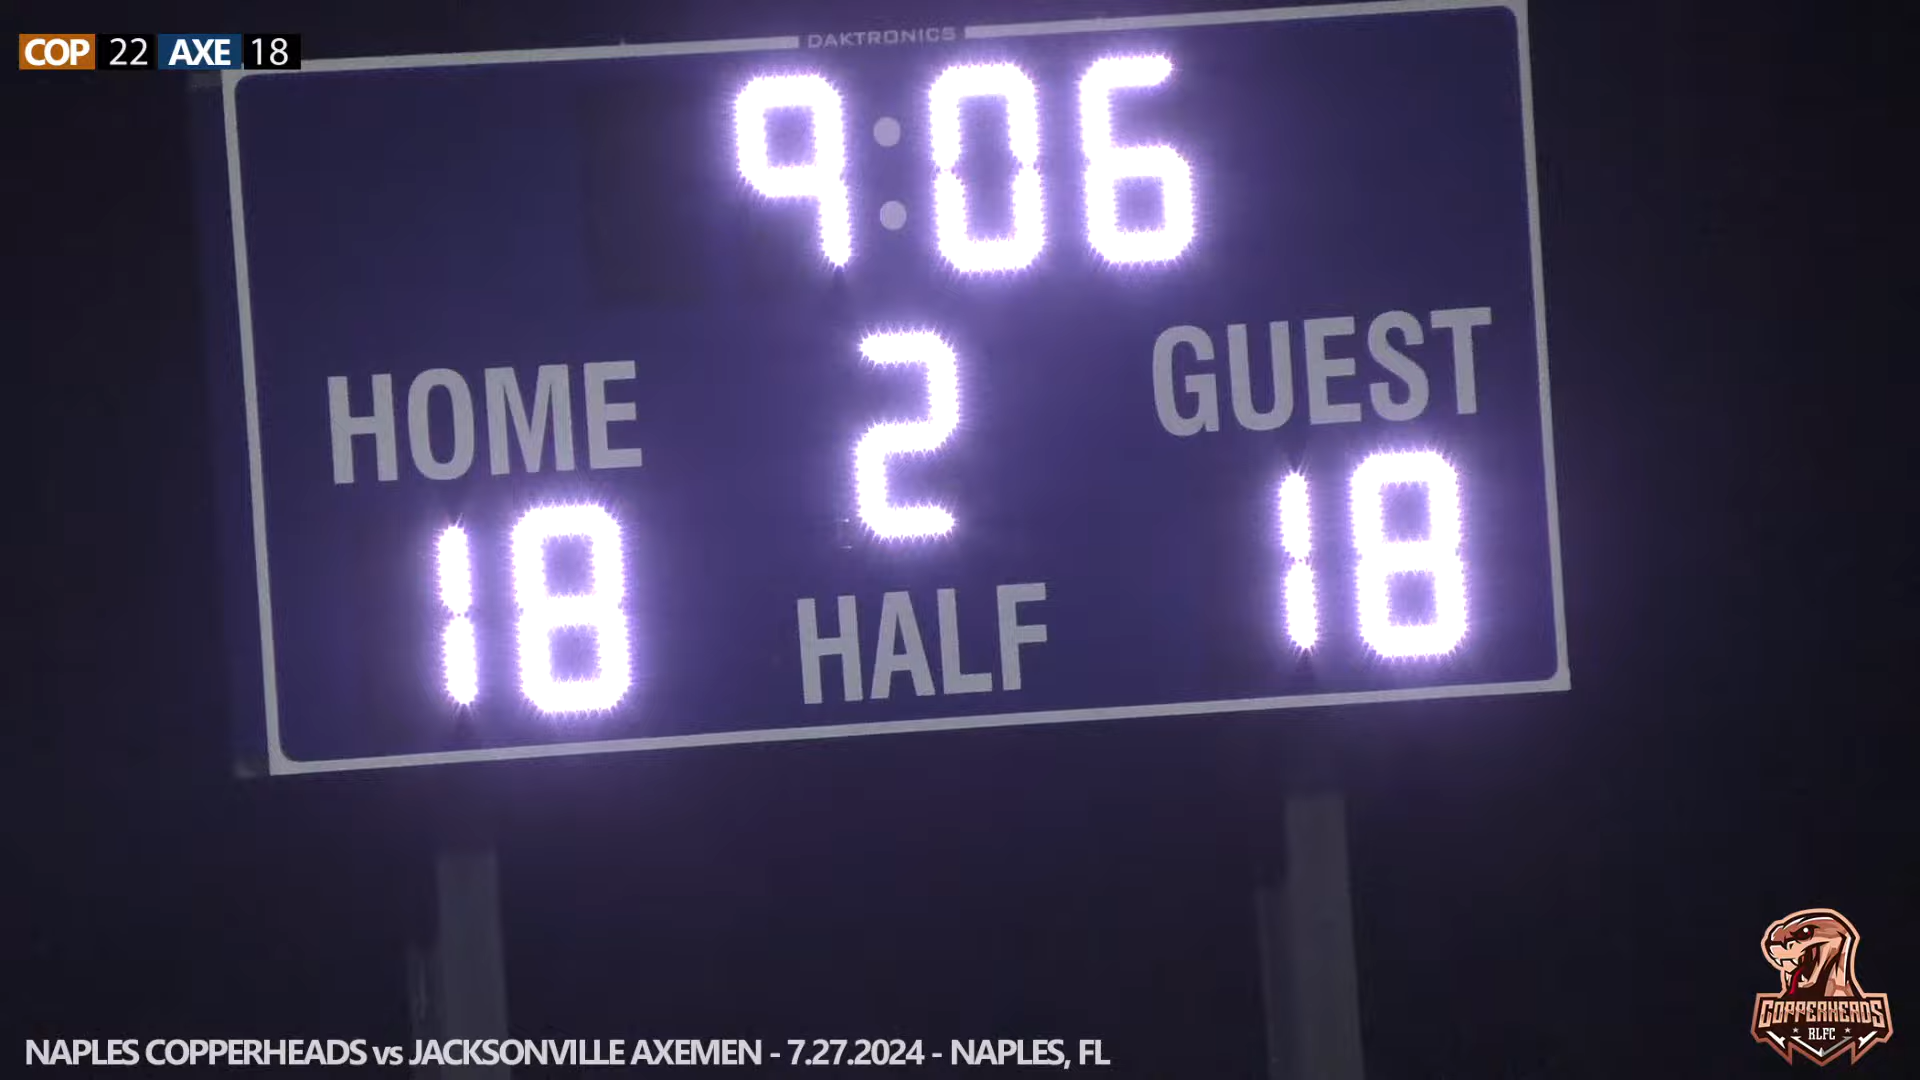 COP 22 AXE 18
DAKTRONICS
9:06
HOME 2 GUEST
18 HALF 18
COPPERHEADS
RLFC
NAPLES COPPERHEADS vs JACKSONVILLE AXEMEN - 7.27.2024 - NAPLES, FL